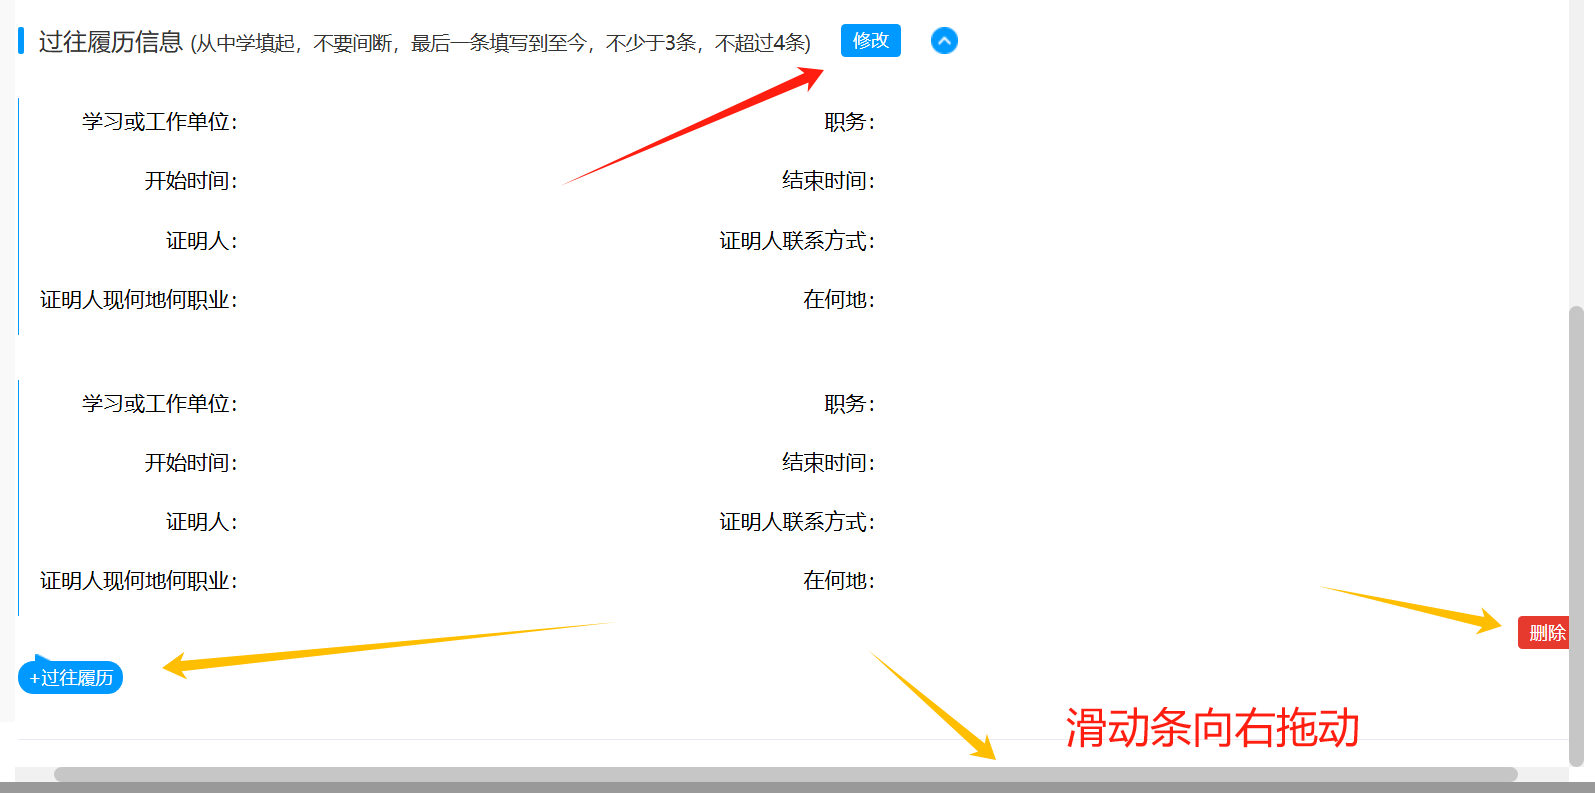 过往履历信息 (从中学填起，不要间断，最后一条填写到至今，不少于3条，不超过4条) 修改
学习或工作单位： 职务：
开始时间： 结束时间：
证明人： 证明人联系方式：
证明人现何地何职业： 在何地：
学习或工作单位： 职务：
开始时间： 结束时间：
证明人： 证明人联系方式：
证明人现何地何职业： 在何地：
删除
+过往履历
滑动条向右拖动